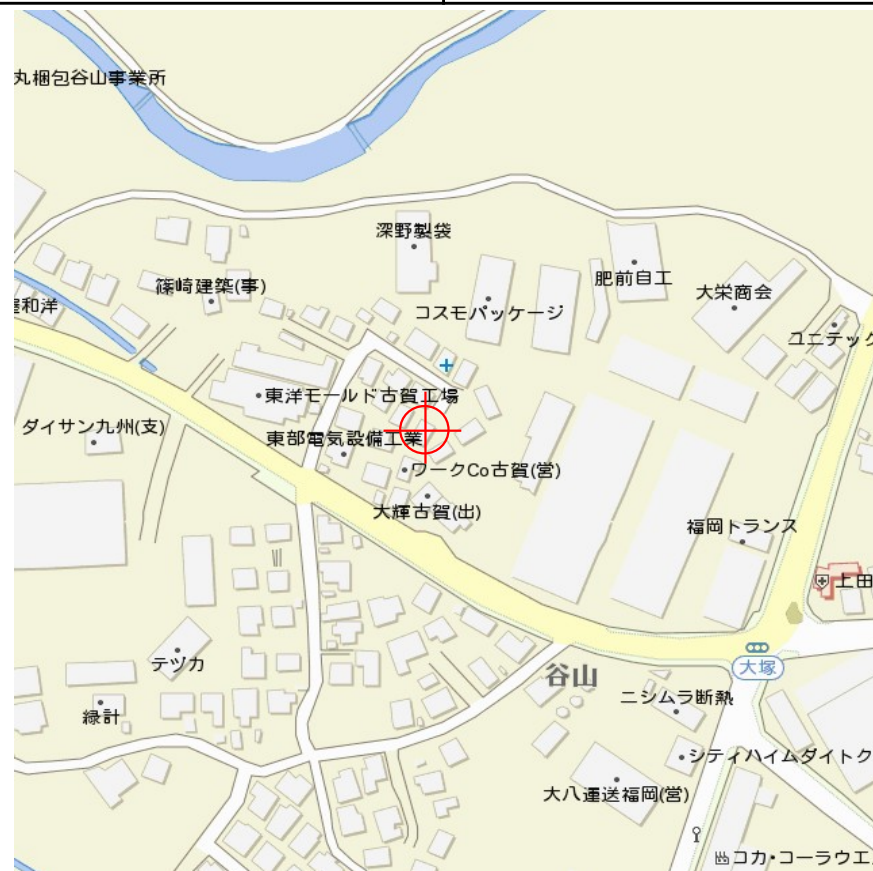 丸梱包谷山事業所
深野製袋
肥前自工
篠崎建築(事)
大栄商会
和洋
コスモパッケージ
ユニテック
東洋モールド古賀工場
ダイサン九州(支)
東部電気設備工業
ワークCo古賀(営)
大輝古賀(出)
福岡トランス
上田
テヅカ
谷山
大塚
ニシムラ断熱
緑計
シティハイムダイトク
大八運送福岡(営)
コカ・コーラウエ